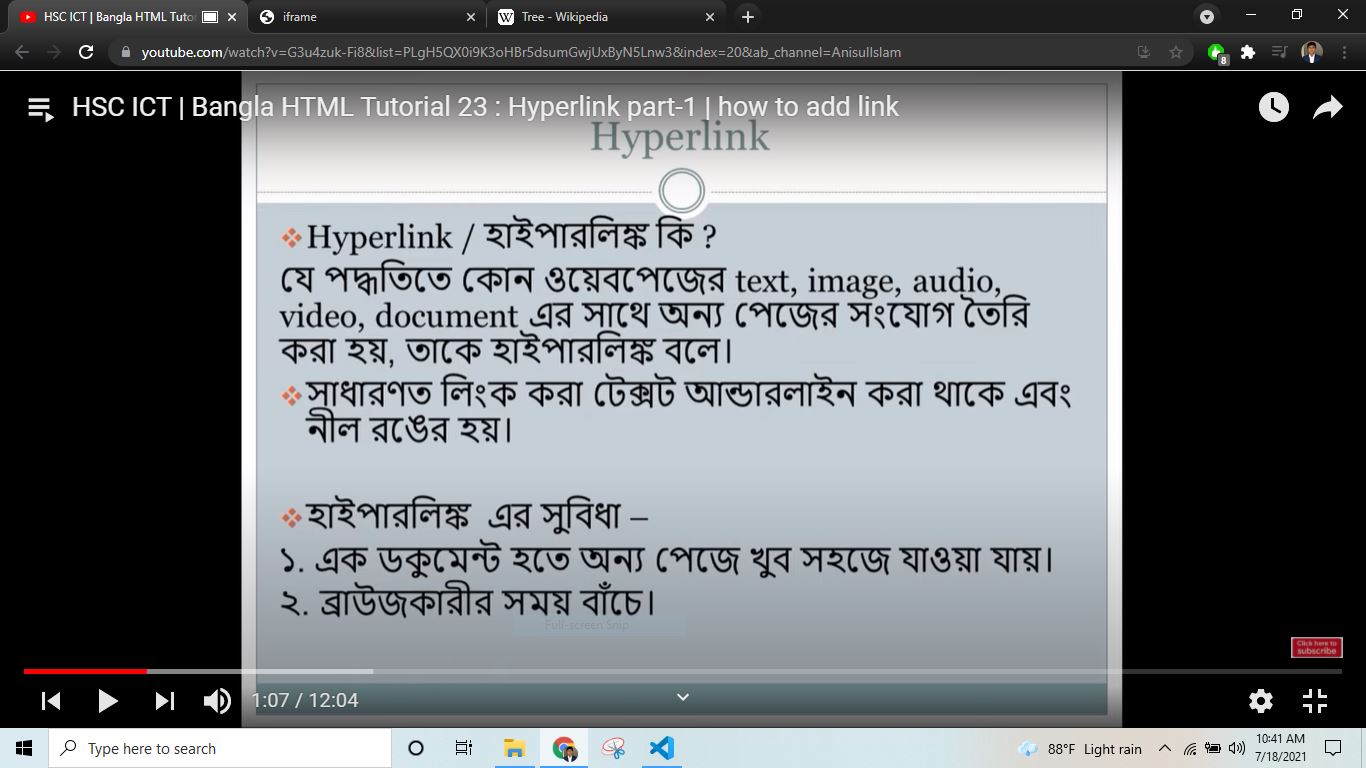 HSC ICT | Bangla HTML Tutor
iframe
Tree - Wikipedia
youtube.com/watch?v=G3u4zuk-Fi8&list=PLgH5QX0i9K3oHBr5dsumGwjUxByN5Lnw3&index=20&ab_channel=AnisulIslam
8
HSC ICT | Bangla HTML Tutorial 23 : Hyperlink part-1 | how to add link
Hyperlink
Hyperlink / হাইপারলিঙ্ক কি ?
যে পদ্ধতিতে কোন ওয়েবপেজের text, image, audio,
video, document এর সাথে অন্য পেজের সংযোগ তৈরি
করা হয়, তাকে হাইপারলিঙ্ক বলে।
সাধারণত লিংক করা টেক্সট আন্ডারলাইন করা থাকে এবং
নীল রঙের হয়।
হাইপারলিঙ্ক এর সুবিধা –
১. এক ডকুমেন্ট হতে অন্য পেজে খুব সহজে যাওয়া যায়।
২. ব্রাউজকারীর সময় বাঁচে।
Full-screen Snip
Click here to
subscribe
1:07 / 12:04
Type here to search
88°F Light rain
10:41 AM
7/18/2021